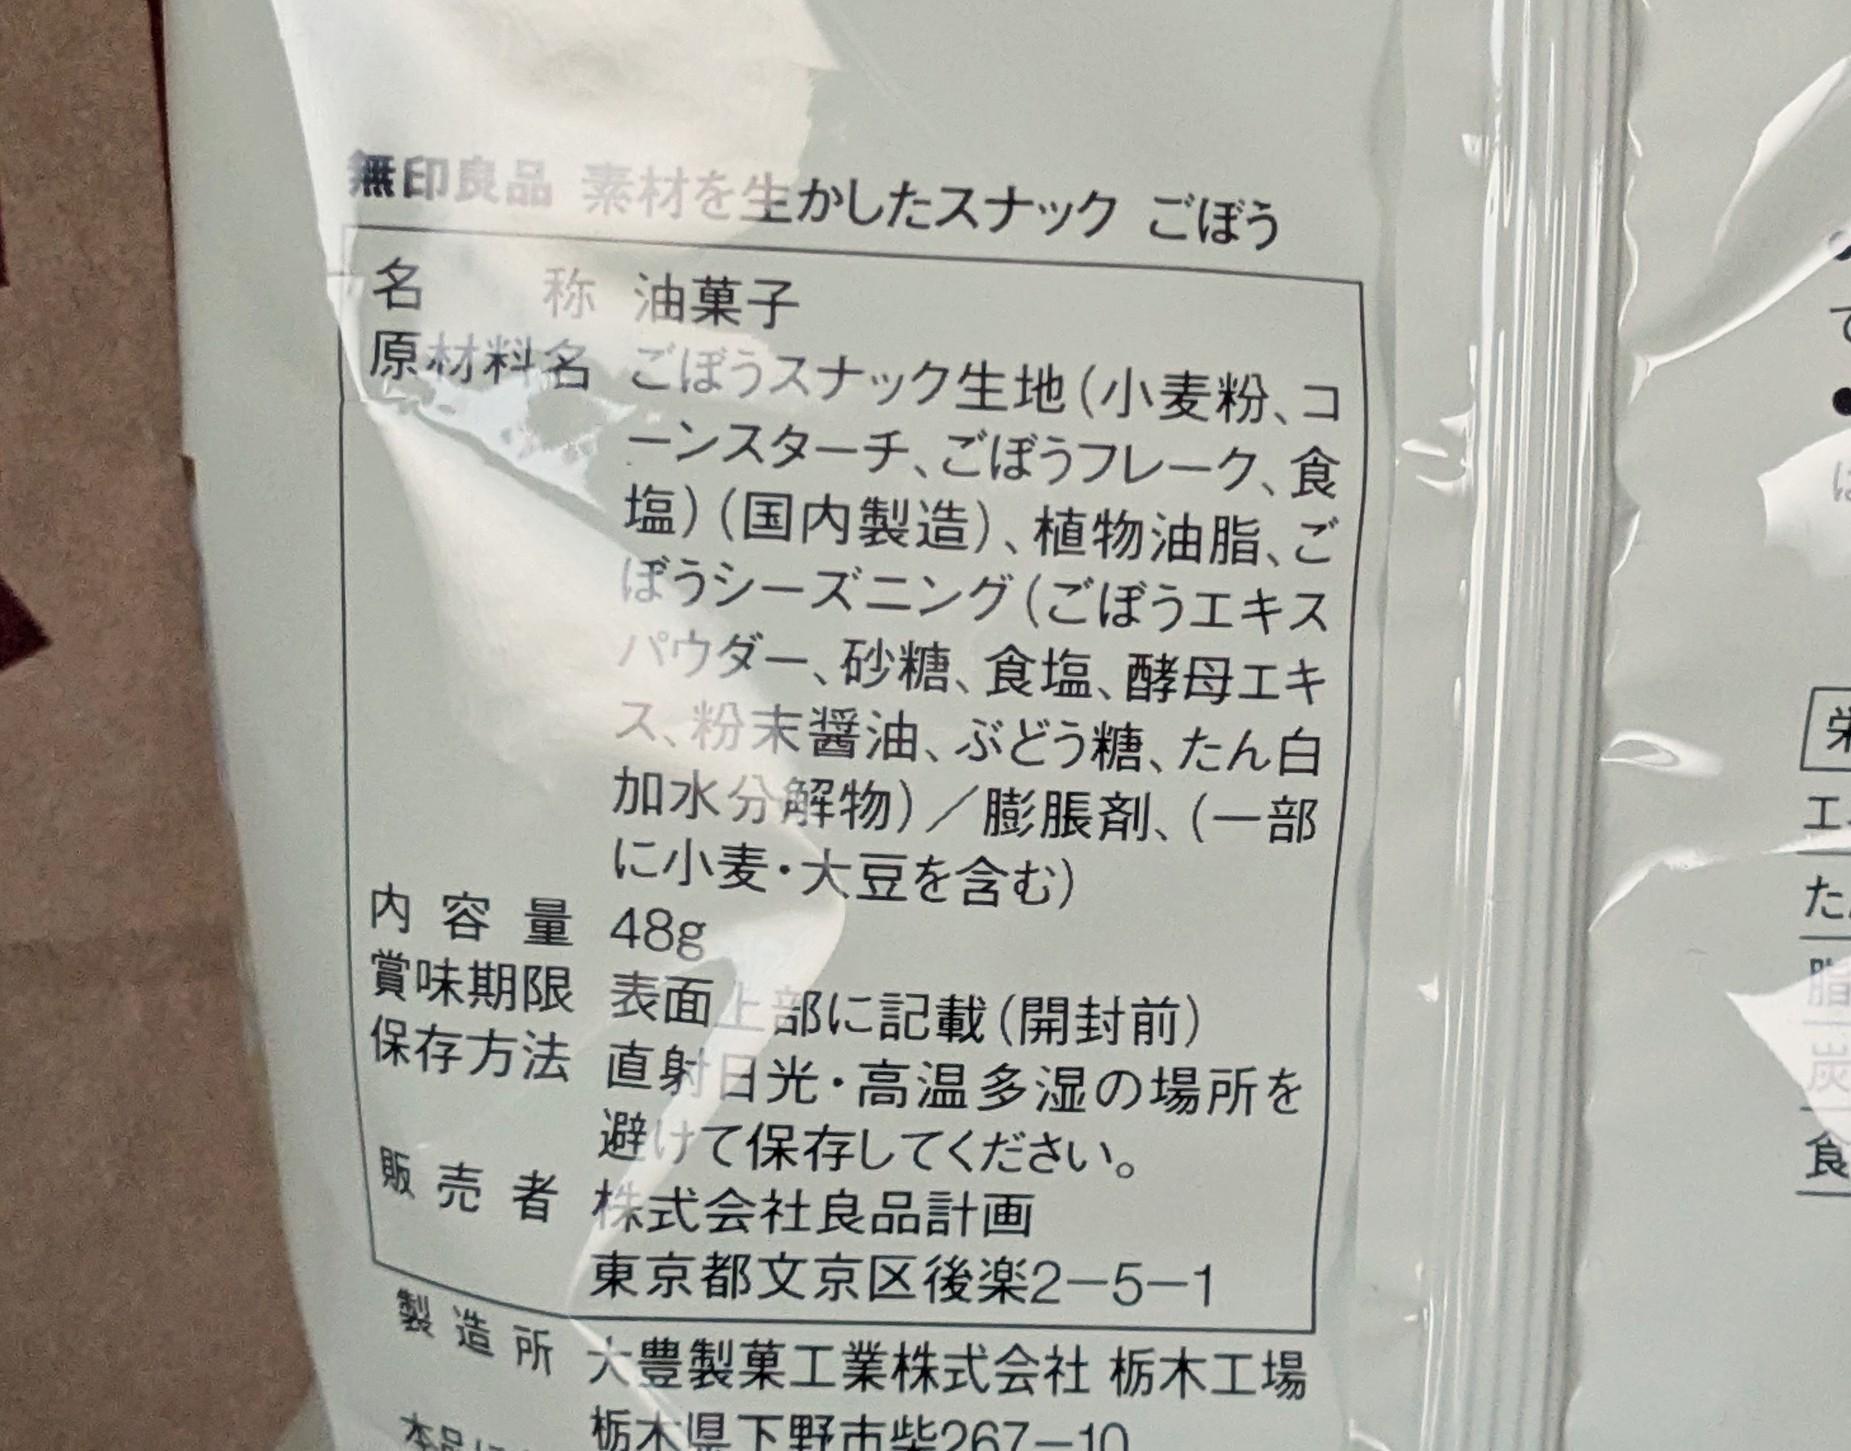 無印良品 素材を生かしたスナック ごぼう
名称 油菓子
原材料名 ごぼうスナック生地(小麦粉、コ
ーンスターチ、ごぼうフレーク、食
塩)(国内製造)、植物油脂、ご
ぼうシーズニング(ごぼうエキス
パウダー、砂糖、食塩、酵母エキ
ス、粉末醤油、ぶどう糖、たん白
加水分解物)/膨脹剤、(一部
に小麦・大豆を含む)
内容量 48g
賞味期限 表面上部に記載(開封前)
保存方法 直射日光・高温多湿の場所を
避けて保存してください。
販売者 株式会社良品計画
東京都文京区後楽2-5-1
製造所 大豊製菓工業株式会社 栃木工場
栃木県下野市柴267-10
本品
て
●
は
栄
エ
た
脂
炭
食